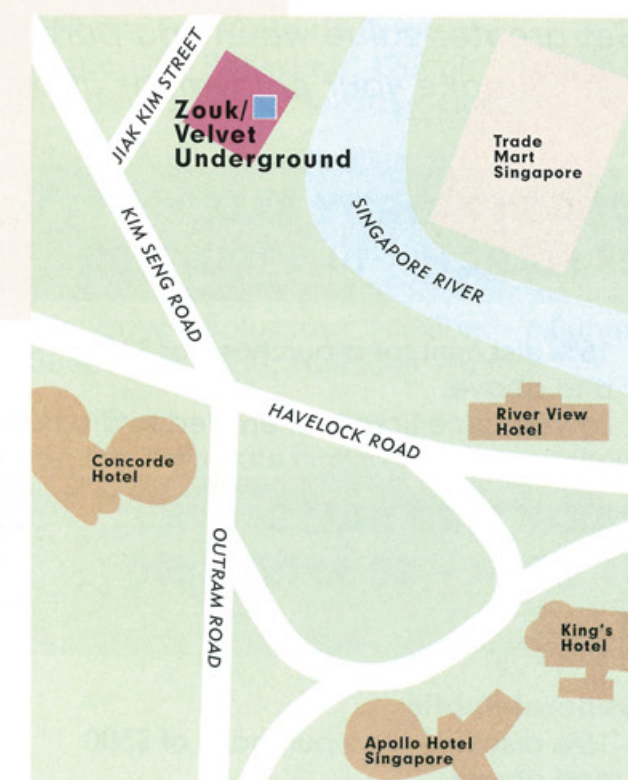 JIAK KIM STREET
Zouk/
Velvet
Underground
Trade
Mart
Singapore
KIM SENG ROAD
SINGAPORE RIVER
HAVELOCK ROAD
River View
Hotel
Concorde
Hotel
OUTRAM ROAD
King's
Hotel
Apollo Hotel
Singapore